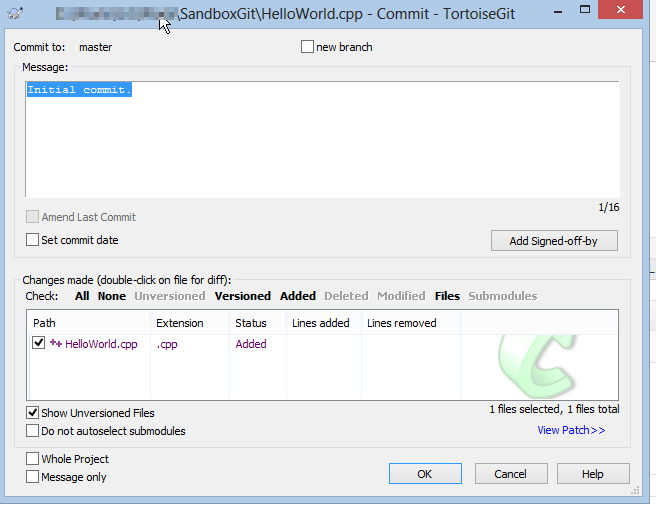 \SandboxGit\HelloWorld.cpp - Commit - TortoiseGit
Commit to: master new branch
Message:
Initial commit.
1/16
Amend Last Commit
Set commit date Add Signed-off-by
Changes made (double-click on file for diff):
Check: All None Unversioned Versioned Added Deleted Modified Files Submodules
Path Extension Status Lines added Lines removed
HelloWorld.cpp .cpp Added
Show Unversioned Files 1 files selected, 1 files total
Do not autoselect submodules View Patch>>
Whole Project
Message only OK Cancel Help